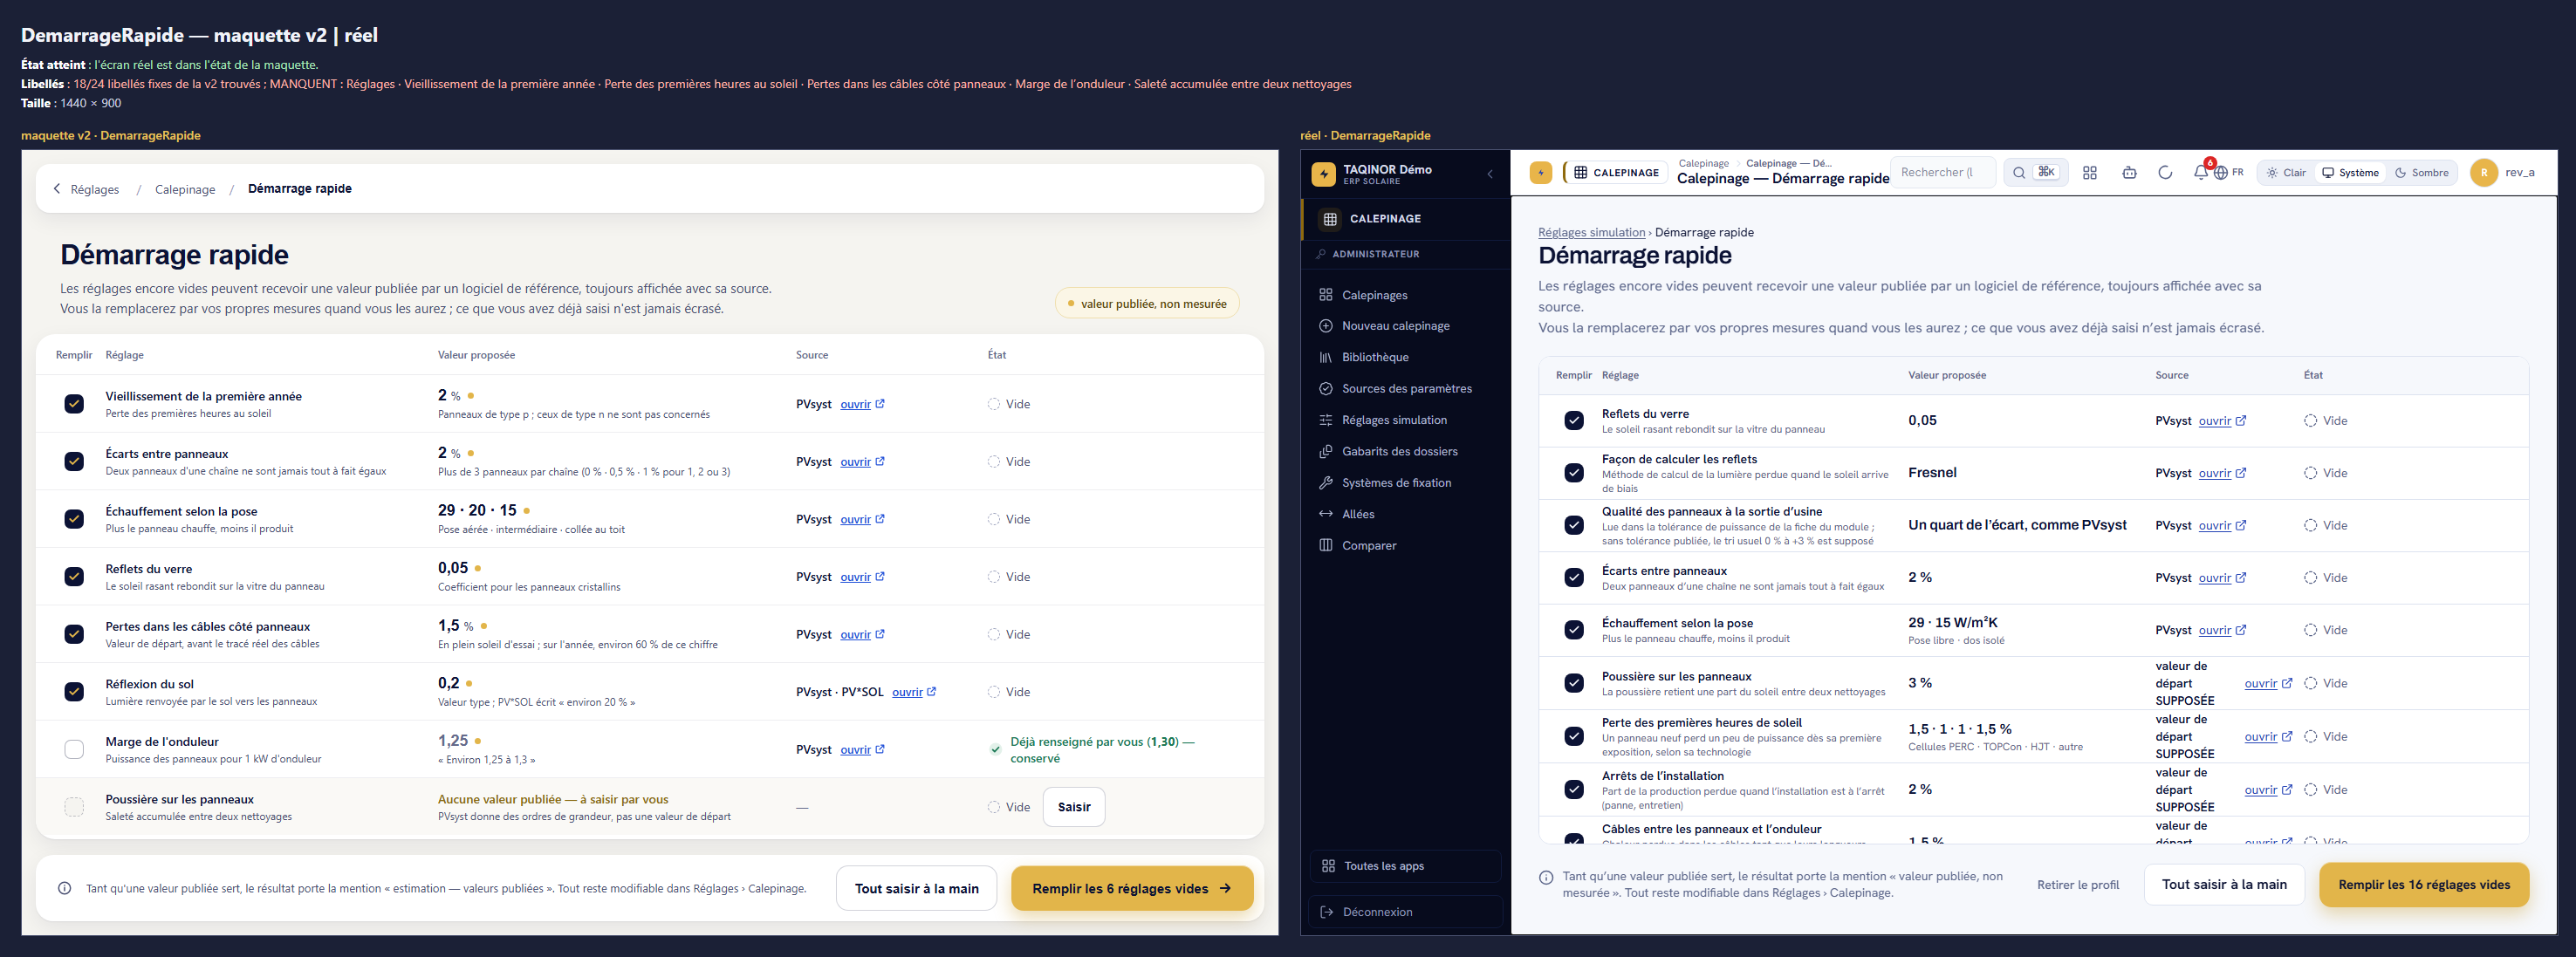 DemarrageRapide — maquette v2 | réel
État atteint : l'écran réel est dans l'état de la maquette.
Libellés : 18/24 libellés fixes de la v2 trouvés ; MANQUENT : Réglages · Vieillissement de la première année · Perte des premières heures au soleil · Pertes dans les câbles côté panneaux · Marge de l'onduleur · Saleté accumulée entre deux nettoyages
Taille : 1440 × 900
maquette v2 · DemarrageRapide
Réglages / Calepinage / Démarrage rapide
Démarrage rapide
Les réglages encore vides peuvent recevoir une valeur publiée par un logiciel de référence, toujours affichée avec sa source.
Vous la remplacerez par vos propres mesures quand vous les aurez ; ce que vous avez déjà saisi n'est jamais écrasé.
valeur publiée, non mesurée
Remplir Réglage Valeur proposée Source État
Vieillissement de la première année
Perte des premières heures au soleil
2 %
Panneaux de type p ; ceux de type n ne sont pas concernés
PVsyst ouvrir
Vide
Écarts entre panneaux
Deux panneaux d'une chaîne ne sont jamais tout à fait égaux
2 %
Plus de 3 panneaux par chaîne (0 % · 0,5 % · 1 % pour 1, 2 ou 3)
PVsyst ouvrir
Vide
Échauffement selon la pose
Plus le panneau chauffe, moins il produit
29 · 20 · 15
Pose aérée · intermédiaire · collée au toit
PVsyst ouvrir
Vide
Reflets du verre
Le soleil rasant rebondit sur la vitre du panneau
0,05
Coefficient pour les panneaux cristallins
PVsyst ouvrir
Vide
Pertes dans les câbles côté panneaux
Valeur de départ, avant le tracé réel des câbles
1,5 %
En plein soleil d'essai ; sur l'année, environ 60 % de ce chiffre
PVsyst ouvrir
Vide
Réflexion du sol
Lumière renvoyée par le sol vers les panneaux
0,2
Valeur type ; PV*SOL écrit « environ 20 % »
PVsyst · PV*SOL ouvrir
Vide
Marge de l'onduleur
Puissance des panneaux pour 1 kW d'onduleur
1,25
« Environ 1,25 à 1,3 »
PVsyst ouvrir
Déjà renseigné par vous (1,30) —
conservé
Poussière sur les panneaux
Saleté accumulée entre deux nettoyages
Aucune valeur publiée — à saisir par vous
PVsyst donne des ordres de grandeur, pas une valeur de départ
—
Vide
Saisir
Tant qu'une valeur publiée sert, le résultat porte la mention « estimation — valeurs publiées ». Tout reste modifiable dans Réglages › Calepinage.
Tout saisir à la main
Remplir les 6 réglages vides →
réel · DemarrageRapide
TAQINOR Démo
ERP SOLAIRE
CALEPINAGE
ADMINISTRATEUR
Calepinages
Nouveau calepinage
Bibliothèque
Sources des paramètres
Réglages simulation
Gabarits des dossiers
Systèmes de fixation
Allées
Comparer
Toutes les apps
Déconnexion
CALEPINAGE
Calepinage › Calepinage — Dé...
Calepinage — Démarrage rapide
Rechercher (l
⌘K
6
FR
Clair
Système
Sombre
R
rev_a
Réglages simulation › Démarrage rapide
Démarrage rapide
Les réglages encore vides peuvent recevoir une valeur publiée par un logiciel de référence, toujours affichée avec sa
source.
Vous la remplacerez par vos propres mesures quand vous les aurez ; ce que vous avez déjà saisi n'est jamais écrasé.
Remplir Réglage Valeur proposée Source État
Reflets du verre
Le soleil rasant rebondit sur la vitre du panneau
0,05
PVsyst ouvrir
Vide
Façon de calculer les reflets
Méthode de calcul de la lumière perdue quand le soleil arrive
de biais
Fresnel
PVsyst ouvrir
Vide
Qualité des panneaux à la sortie d'usine
Lue dans la tolérance de puissance de la fiche du module ;
sans tolérance publiée, le tri usuel 0 % à +3 % est supposé
Un quart de l'écart, comme PVsyst
PVsyst ouvrir
Vide
Écarts entre panneaux
Deux panneaux d'une chaîne ne sont jamais tout à fait égaux
2 %
PVsyst ouvrir
Vide
Échauffement selon la pose
Plus le panneau chauffe, moins il produit
29 · 15 W/m²K
Pose libre · dos isolé
PVsyst ouvrir
Vide
Poussière sur les panneaux
La poussière retient une part du soleil entre deux nettoyages
3 %
valeur de
départ
SUPPOSÉE
ouvrir
Vide
Perte des premières heures de soleil
Un panneau neuf perd un peu de puissance dès sa première
exposition, selon sa technologie
1,5 · 1 · 1 · 1,5 %
Cellules PERC · TOPCon · HJT · autre
valeur de
départ
SUPPOSÉE
ouvrir
Vide
Arrêts de l'installation
Part de la production perdue quand l'installation est à l'arrêt
(panne, entretien)
2 %
valeur de
départ
SUPPOSÉE
ouvrir
Vide
Câbles entre les panneaux et l'onduleur
1,5 %
valeur de
départ
ouvrir
Vide
Tant qu'une valeur publiée sert, le résultat porte la mention « valeur publiée, non
mesurée ». Tout reste modifiable dans Réglages › Calepinage.
Retirer le profil
Tout saisir à la main
Remplir les 16 réglages vides